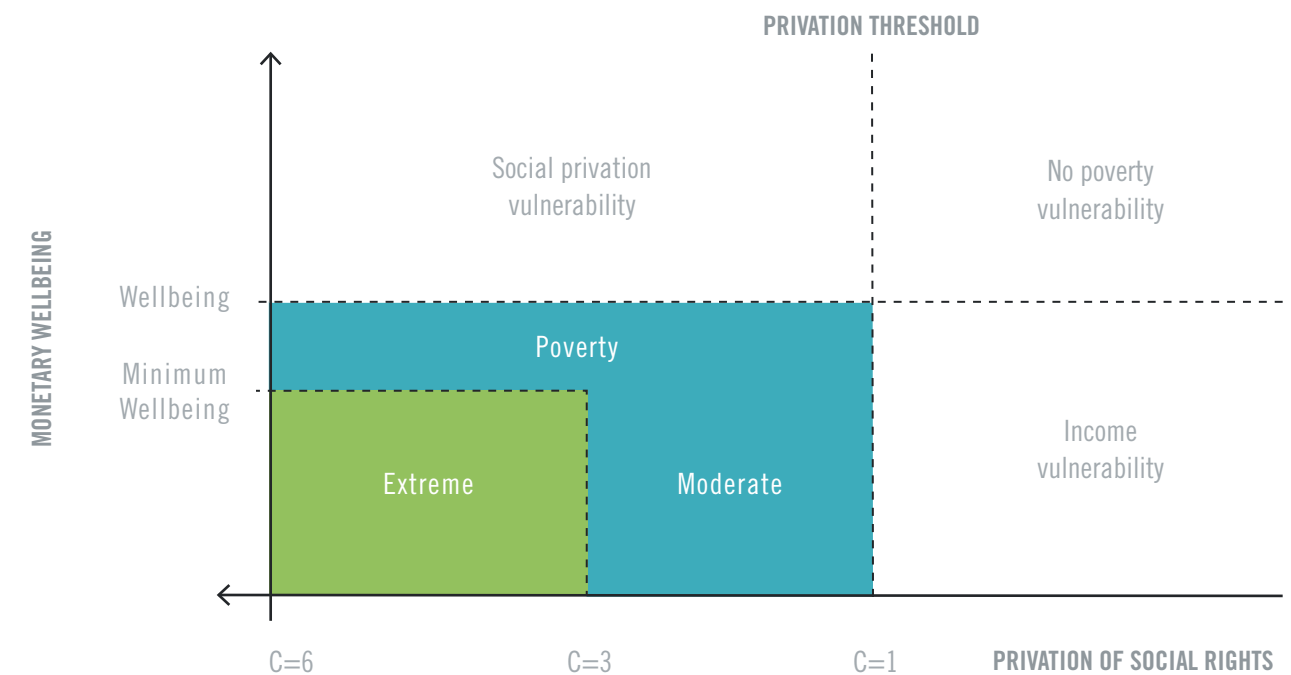 PRIVATION THRESHOLD
Social privation
vulnerability
No poverty
vulnerability
MONETARY WELLBEING
Wellbeing
Poverty
Minimum
Wellbeing
Income
vulnerability
Extreme
Moderate
C=6
C=3
C=1
PRIVATION OF SOCIAL RIGHTS